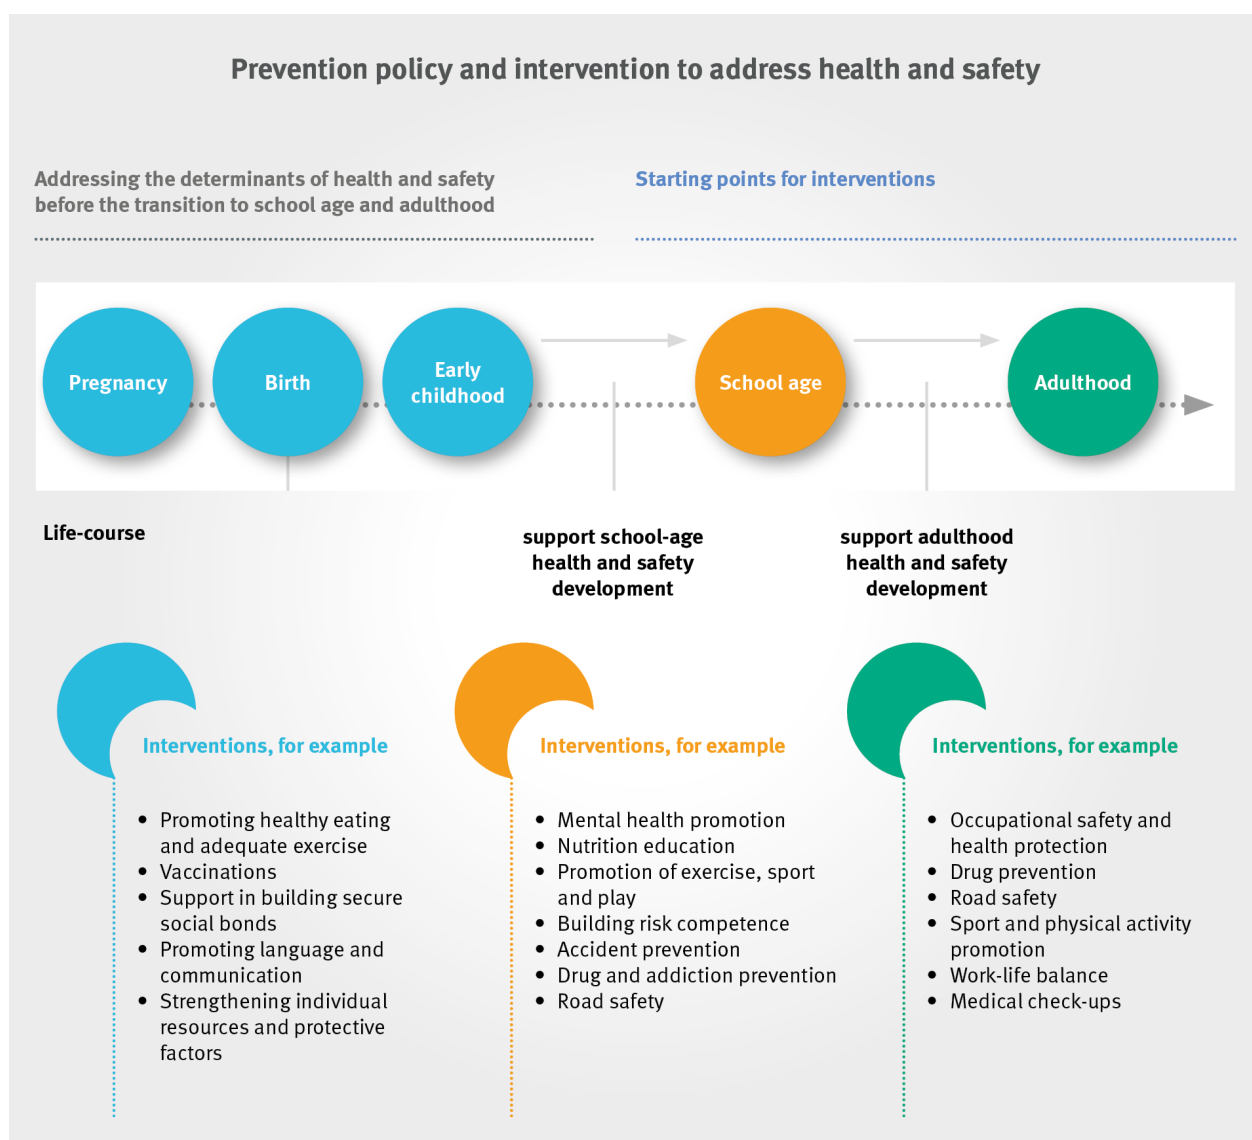 Prevention policy and intervention to address health and safety
Addressing the determinants of health and safety
before the transition to school age and adulthood
Starting points for interventions
Pregnancy
Birth
Early
childhood
School age
Adulthood
Life-course
support school-age
health and safety
development
support adulthood
health and safety
development
Interventions, for example
• Promoting healthy eating
and adequate exercise
• Vaccinations
• Support in building secure
social bonds
• Promoting language and
communication
• Strengthening individual
resources and protective
factors
Interventions, for example
• Mental health promotion
• Nutrition education
• Promotion of exercise, sport
and play
• Building risk competence
• Accident prevention
• Drug and addiction prevention
• Road safety
Interventions, for example
• Occupational safety and
health protection
• Drug prevention
• Road safety
• Sport and physical activity
promotion
• Work-life balance
• Medical check-ups